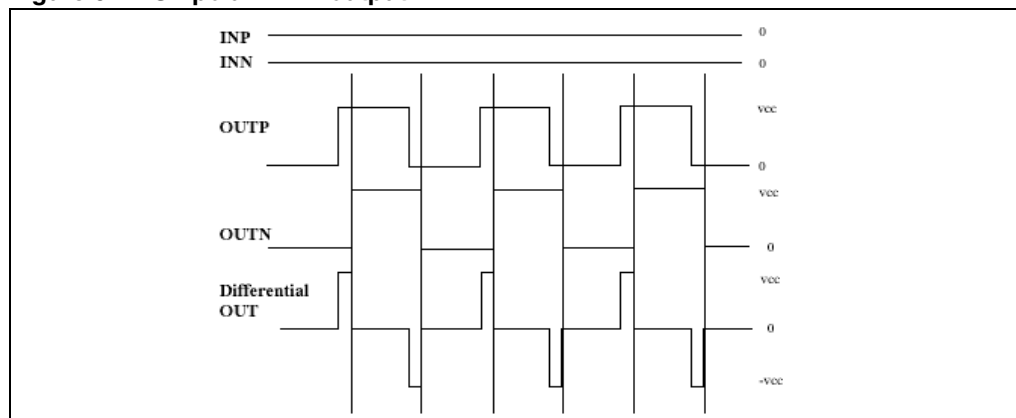 INP 0
INN 0
vcc
OUTP
0
vcc
OUTN 0
vcc
Differential
OUT 0
-vcc